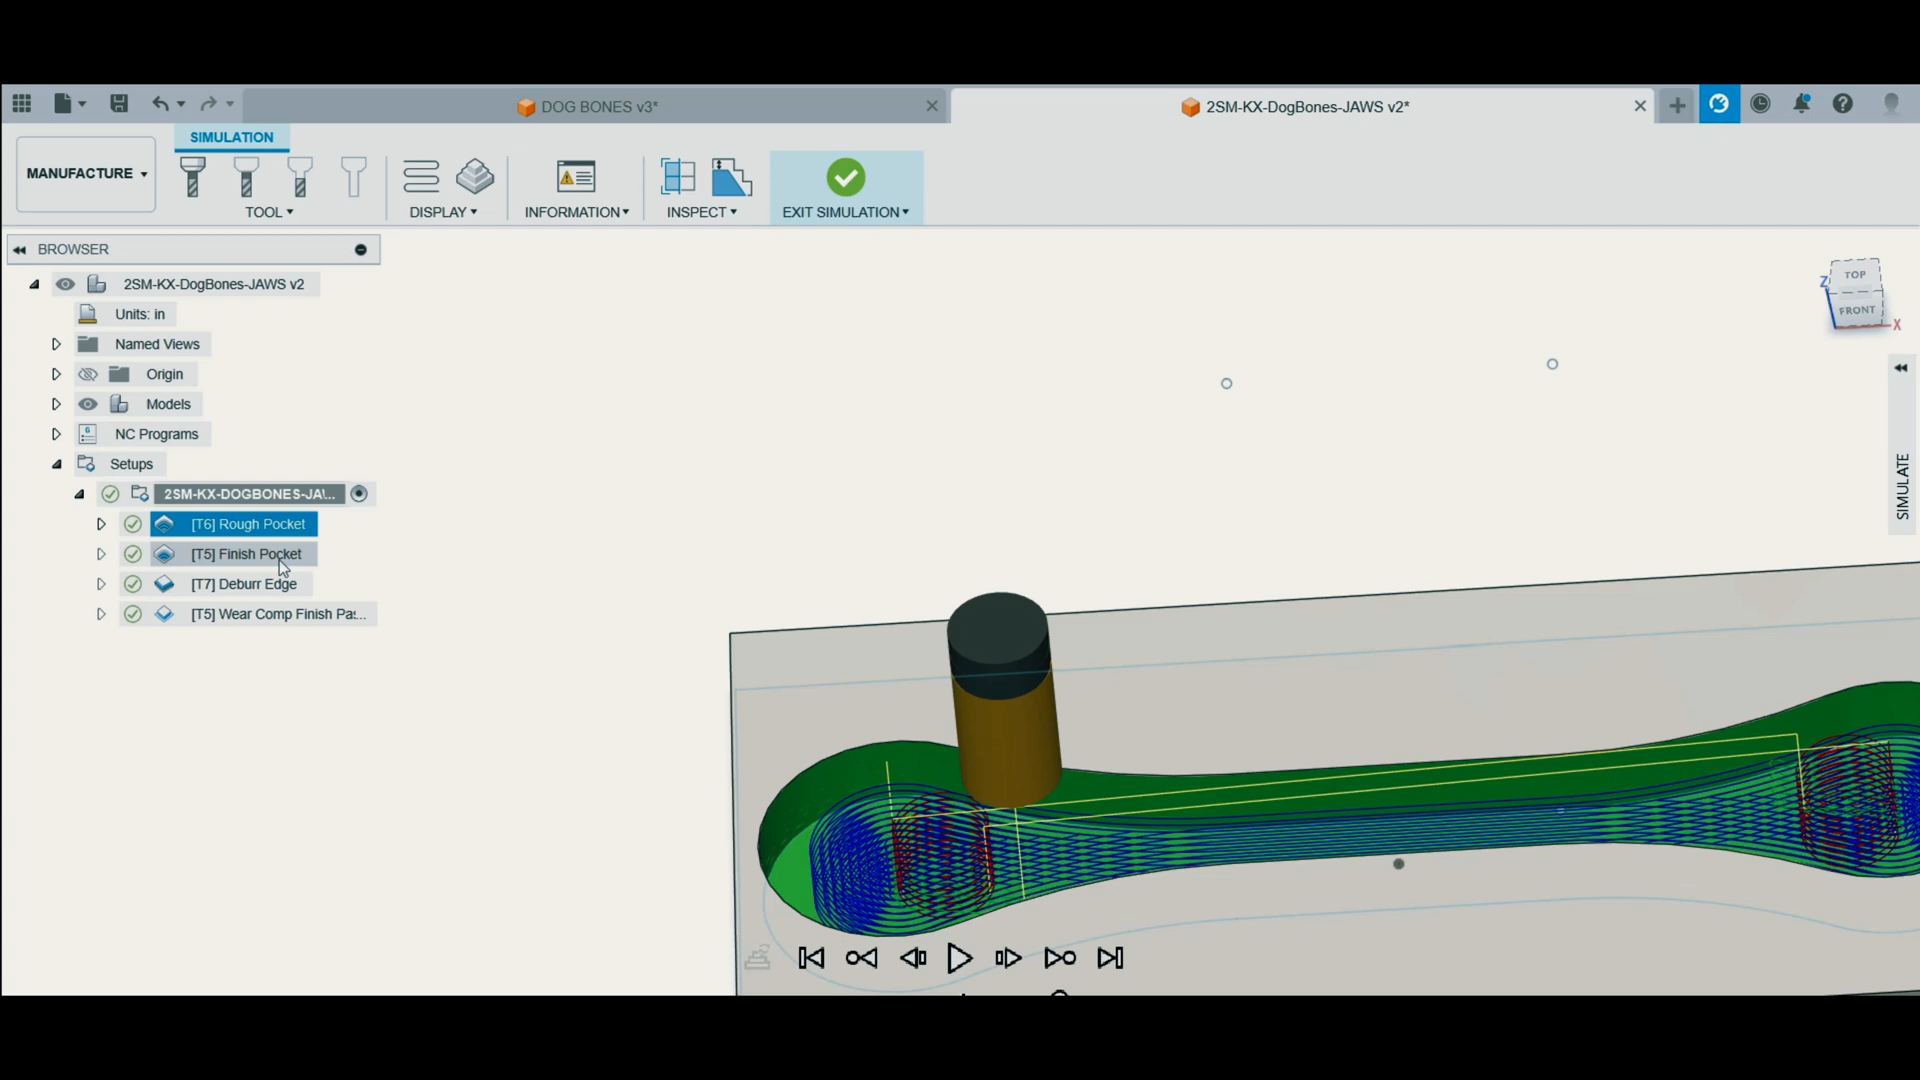 DOG BONES v3*
2SM-KX-DogBones-JAWS v2*
SIMULATION
MANUFACTURE
TOOL
DISPLAY
INFORMATION
INSPECT
EXIT SIMULATION
BROWSER
2SM-KX-DogBones-JAWS v2
Units: in
Named Views
Origin
Models
NC Programs
Setups
2SM-KX-DOGBONES-JA\...
[T6] Rough Pocket
[T5] Finish Pocket
[T7] Deburr Edge
[T5] Wear Comp Finish Pa:...
TOP
FRONT
Z
X
SIMULATE